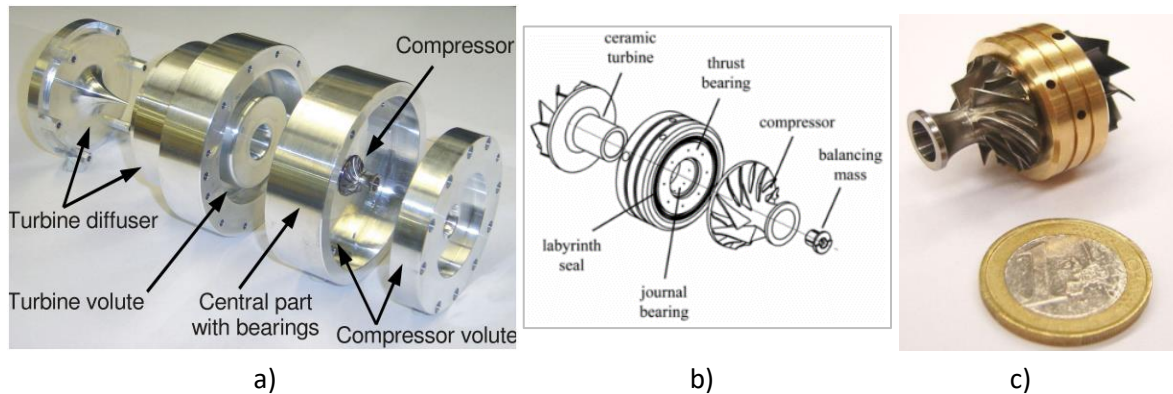 Compressor
Turbine diffuser
Turbine volute
Central part
with bearings
Compressor volute
a)
ceramic
turbine
thrust
bearing
compressor
balancing
mass
labyrinth
seal
journal
bearing
b)
1
c)